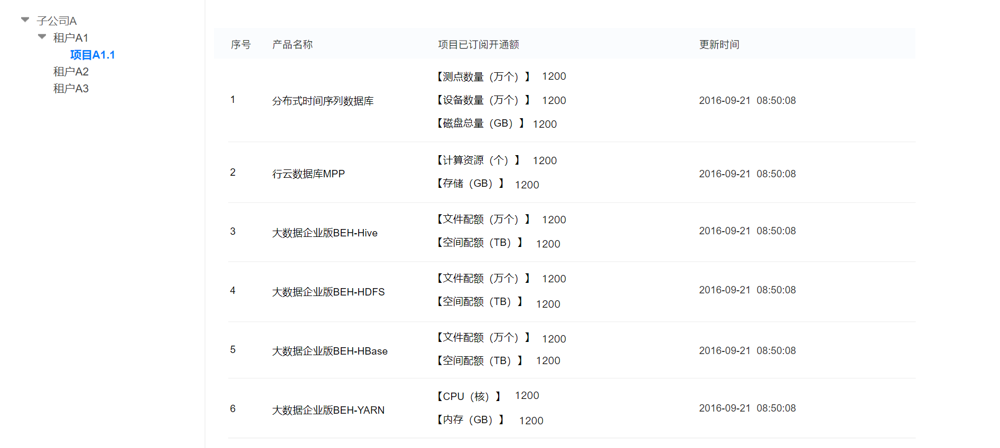 子公司A
租户A1
项目A1.1
租户A2
租户A3
序号 产品名称 项目已订阅开通额 更新时间
【测点数量（万个）】 1200
1 分布式时间序列数据库 【设备数量（万个）】 1200 2016-09-21 08:50:08
【磁盘总量（GB）】 1200
【计算资源（个）】 1200
2 行云数据库MPP 2016-09-21 08:50:08
【存储（GB）】 1200
【文件配额（万个）】 1200
3 大数据企业版BEH-Hive 2016-09-21 08:50:08
【空间配额（TB）】 1200
【文件配额（万个）】 1200
4 大数据企业版BEH-HDFS 2016-09-21 08:50:08
【空间配额（TB）】 1200
【文件配额（万个）】 1200
5 大数据企业版BEH-HBase 2016-09-21 08:50:08
【空间配额（TB）】 1200
【CPU（核）】 1200
6 大数据企业版BEH-YARN 2016-09-21 08:50:08
【内存（GB）】 1200